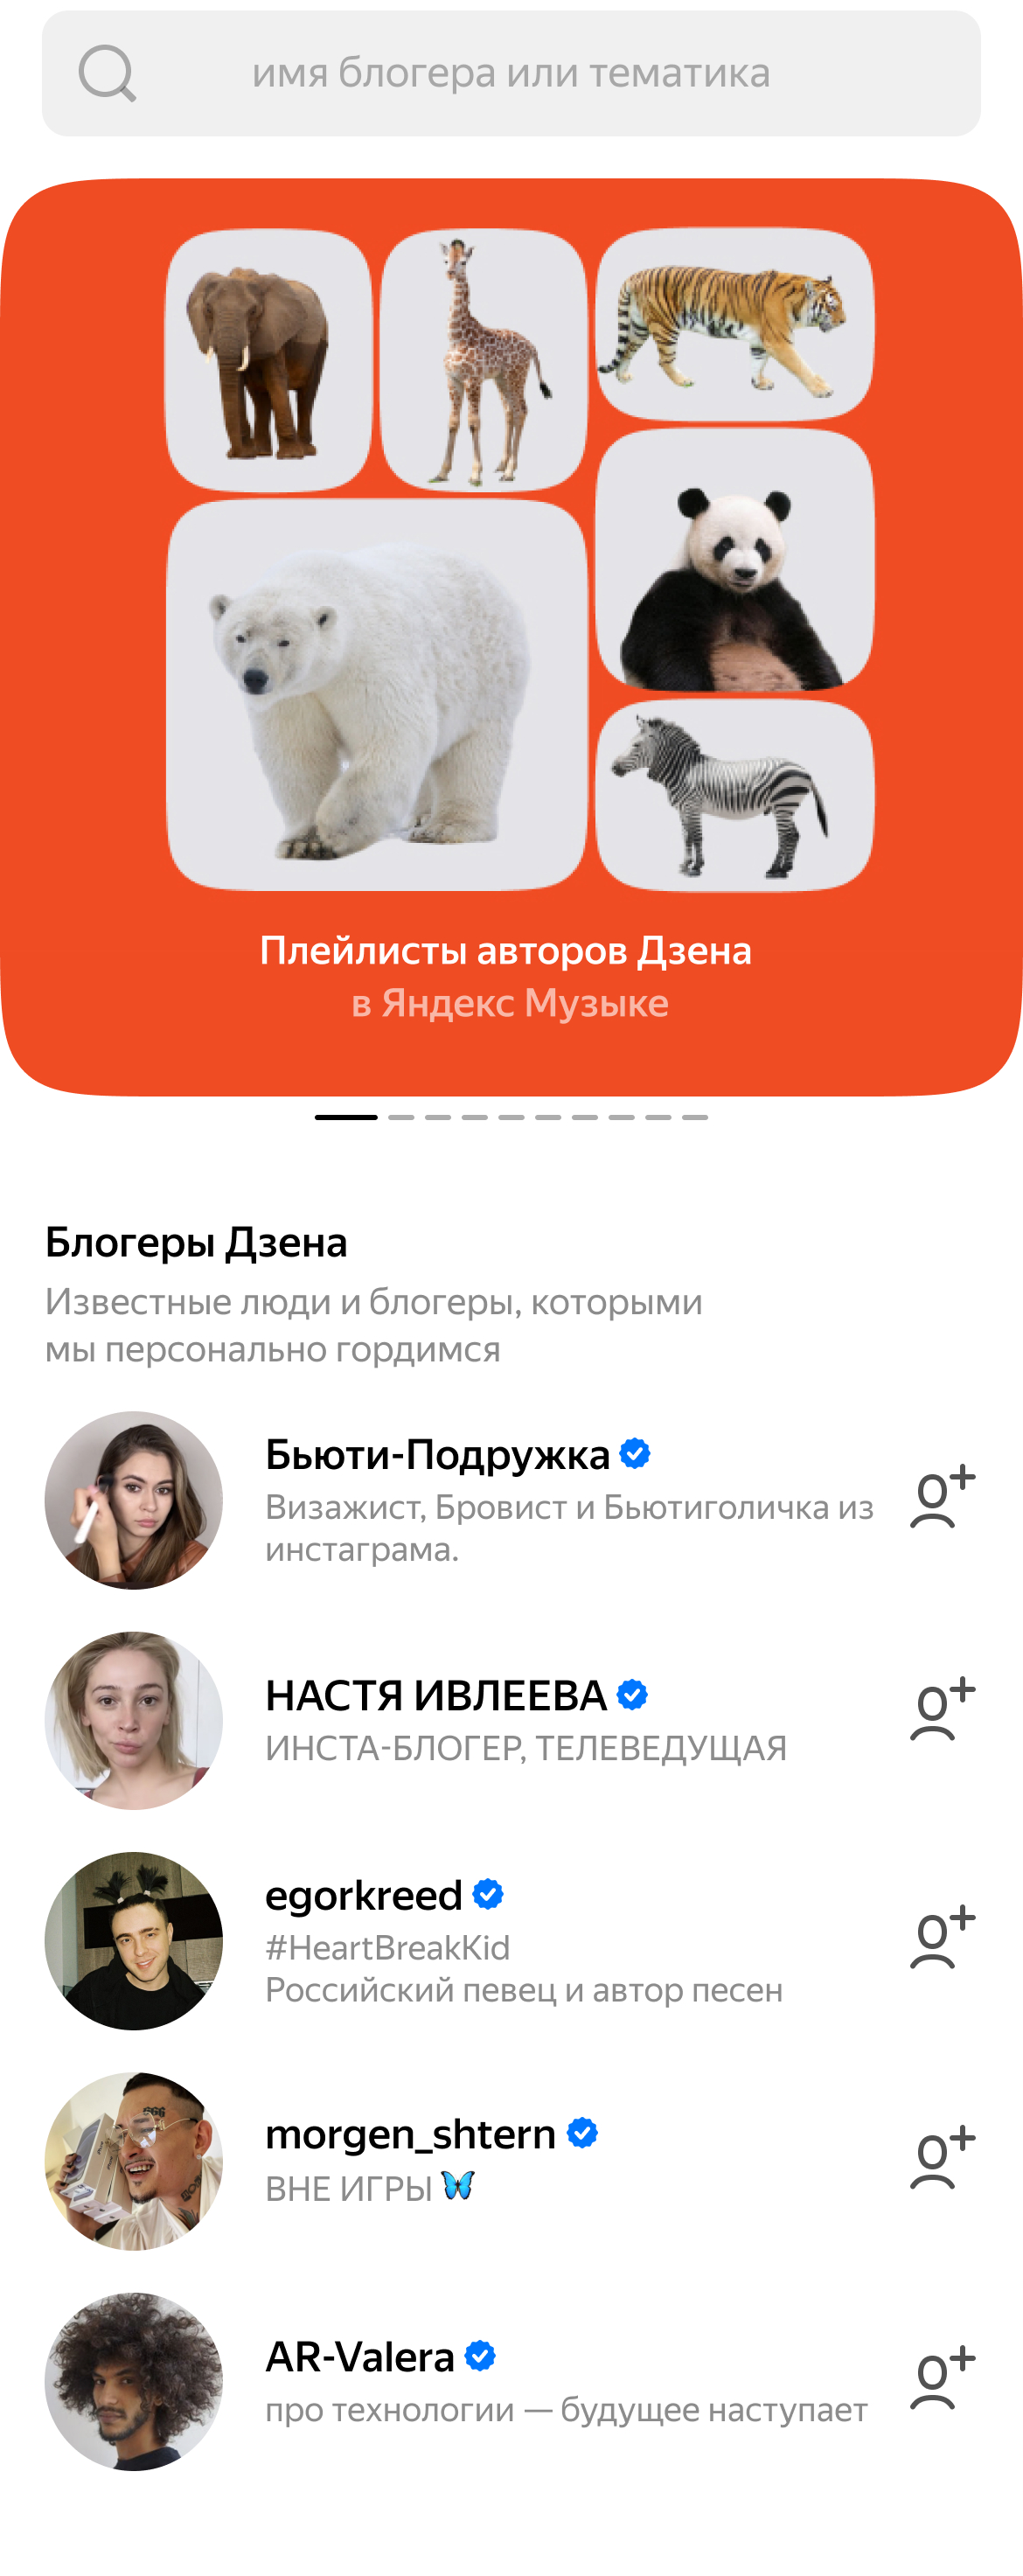 имя блогера или тематика
Плейлисты авторов Дзена
в Яндекс Музыке
Блогеры Дзена
Известные люди и блогеры, которыми
мы персонально гордимся
Бьюти-Подружка
Визажист, Бровист и Бьютиголичка из
инстаграма.
НАСТЯ ИВЛЕЕВА
ИНСТА-БЛОГЕР, ТЕЛЕВЕДУЩАЯ
egorkreed
#HeartBreakKid
Российский певец и автор песен
morgen_shtern
ВНЕ ИГРЫ 🦋
AR-Valera
про технологии — будущее наступает